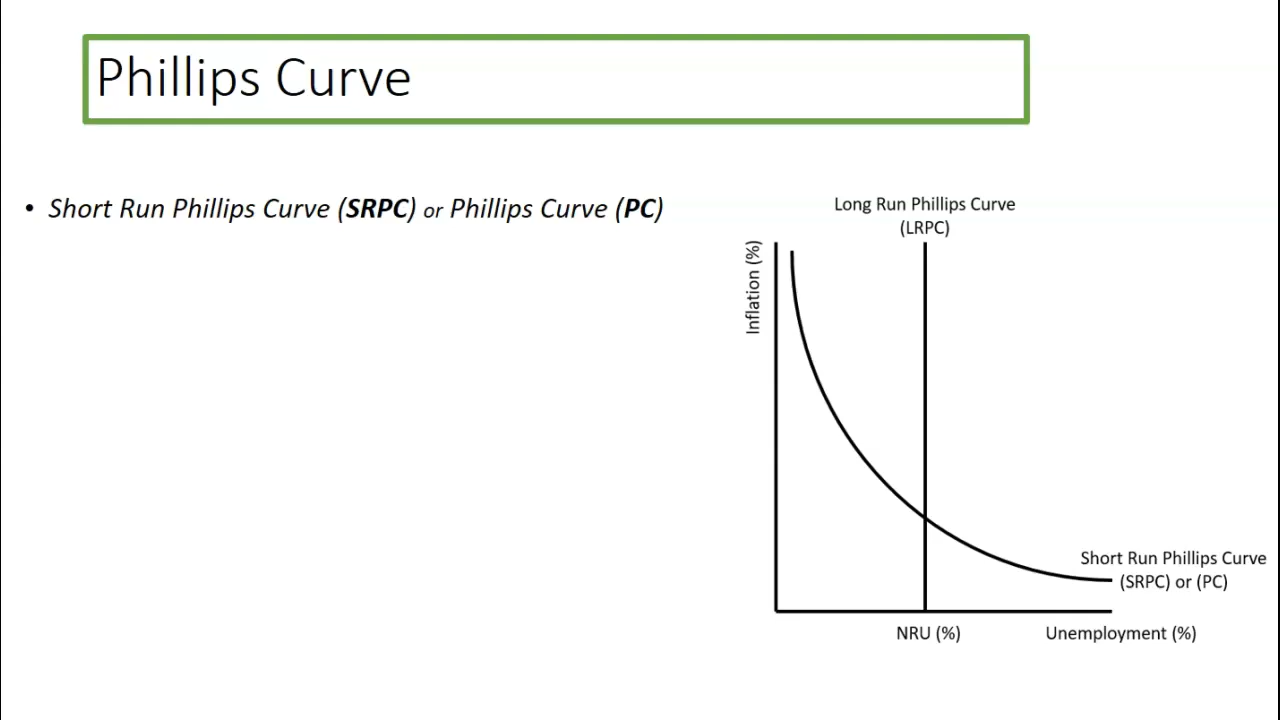 Phillips Curve
• Short Run Phillips Curve (SRPC) or Phillips Curve (PC)
Long Run Phillips Curve
(LRPC)
Inflation (%)
Short Run Phillips Curve
(SRPC) or (PC)
NRU (%)
Unemployment (%)